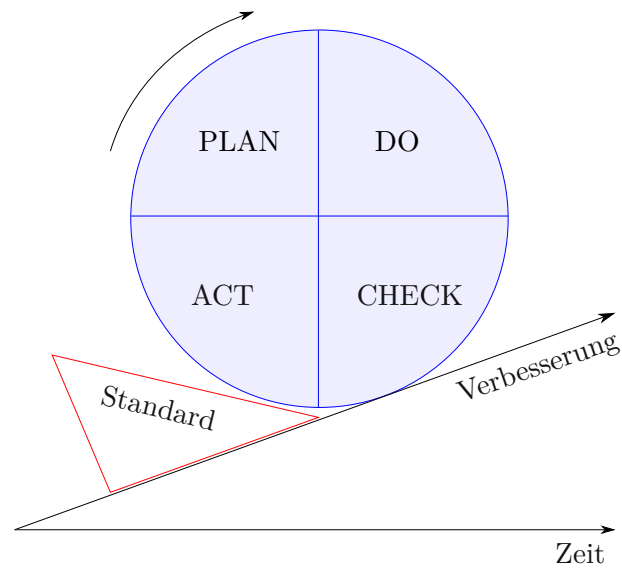 PLAN
DO
ACT
CHECK
Standard
Verbesserung
Zeit